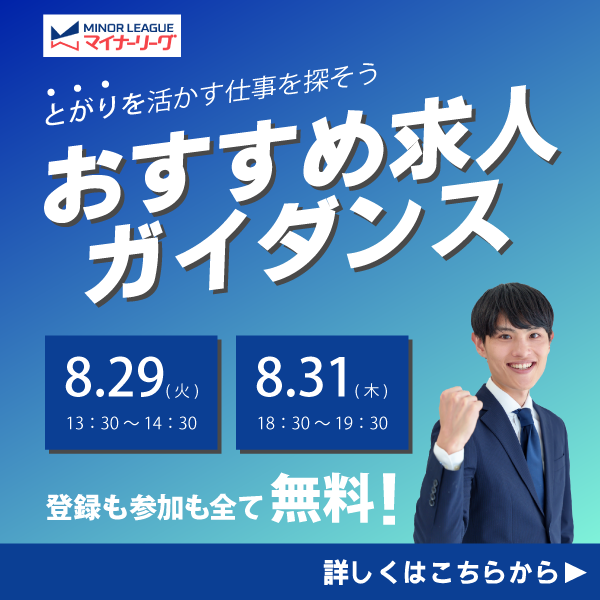 MINOR LEAGUE
マイナーリーグ
とがりを活かす仕事を探そう
おすすめ求人
ガイダンス
8.29(火)
13：30～14：30
8.31(木)
18：30～19：30
登録も参加も全て無料！
詳しくはこちらから▶